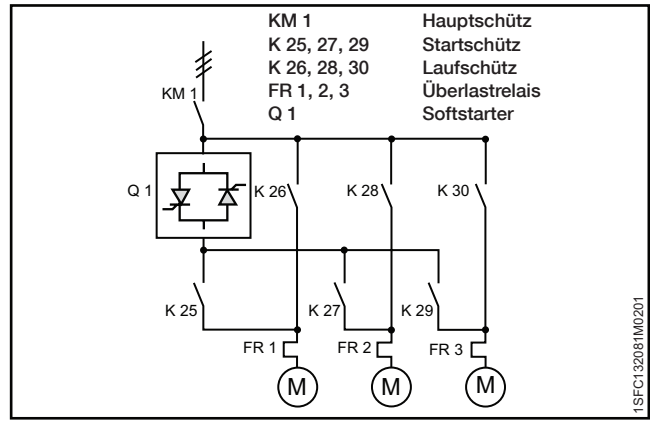 KM 1 Hauptschütz
K 25, 27, 29 Startschütz
K 26, 28, 30 Laufschütz
FR 1, 2, 3 Überlastrelais
Q 1 Softstarter
KM 1
Q 1
K 26
K 28
K 30
K 25
K 27
K 29
FR 1
FR 2
FR 3
M
M
M
1SFC132081M0201